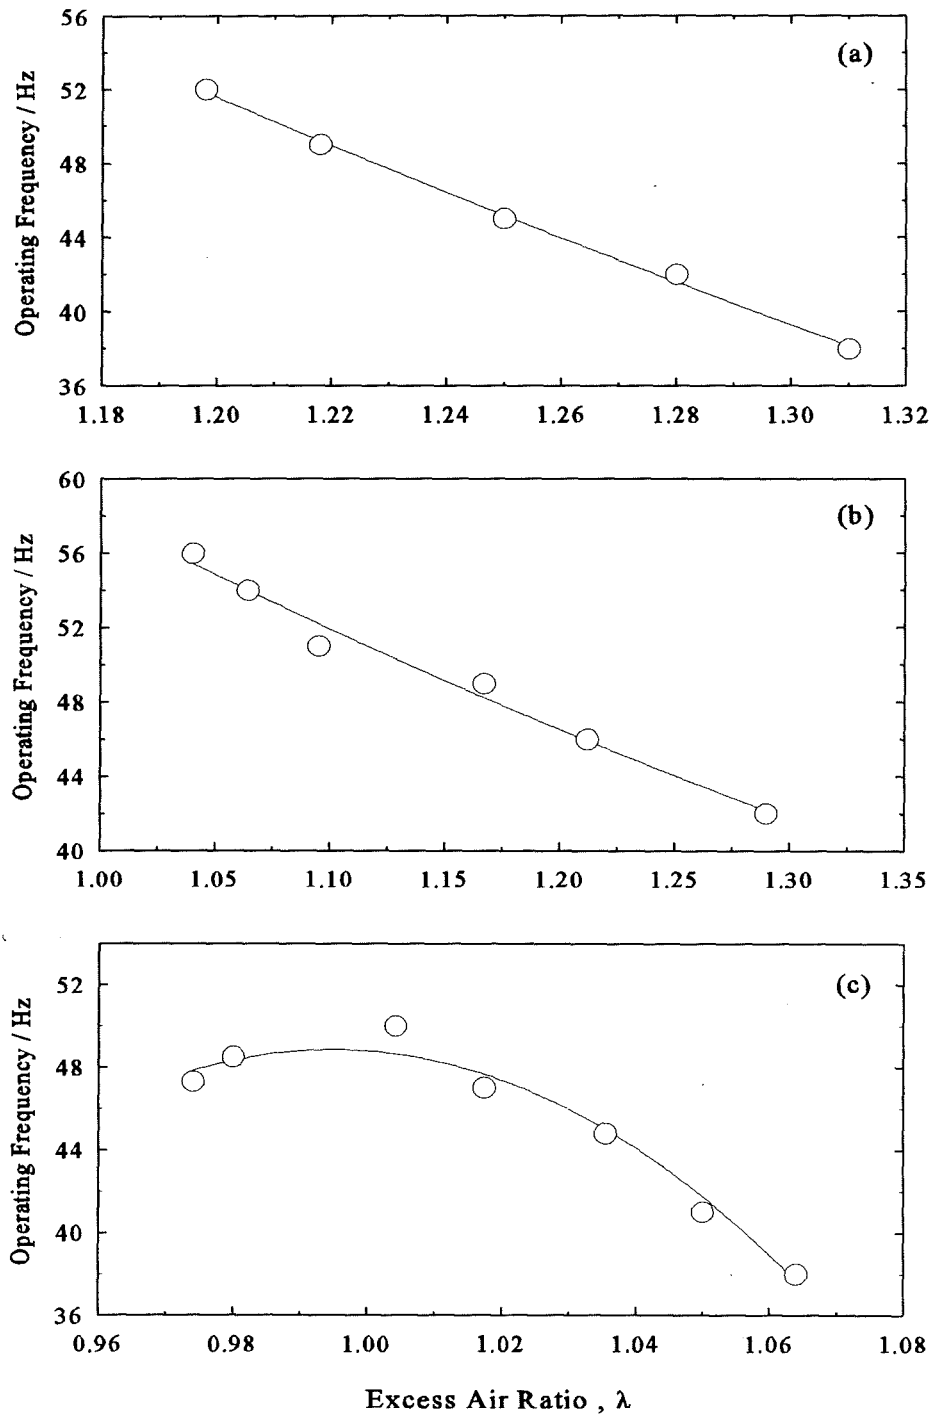 (a)
Operating Frequency / Hz
56
52
48
44
40
36
1.18 1.20 1.22 1.24 1.26 1.28 1.30 1.32
(b)
Operating Frequency / Hz
60
56
52
48
44
40
1.00 1.05 1.10 1.15 1.20 1.25 1.30 1.35
(c)
Operating Frequency / Hz
52
48
44
40
36
0.96 0.98 1.00 1.02 1.04 1.06 1.08
Excess Air Ratio , λ